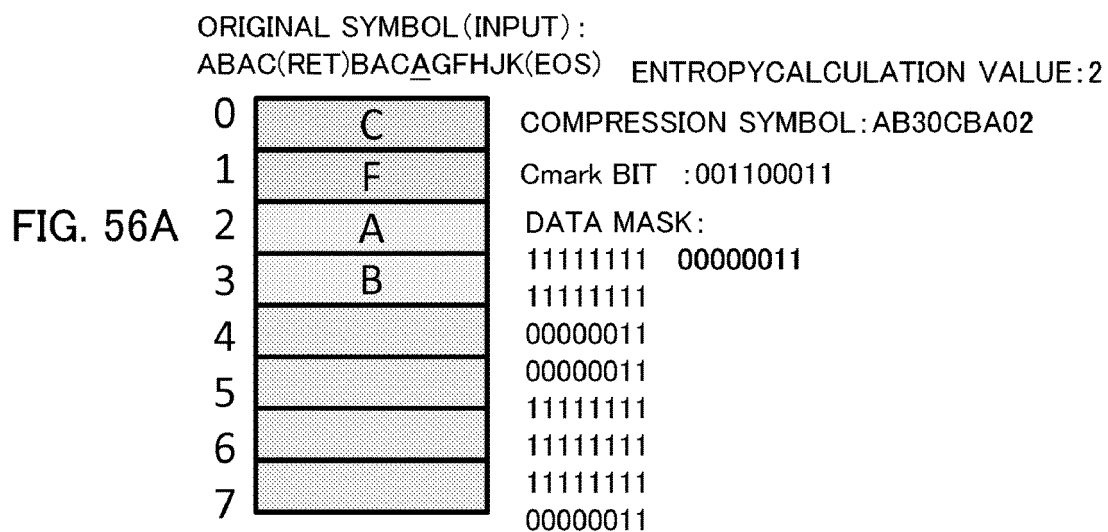 ORIGINAL SYMBOL(INPUT):
ABAC(RET)BACAGFHJK(EOS) ENTROPYCALCULATION VALUE:2
FIG. 56A
0 C
1 F
2 A
3 B
4
5
6
7
COMPRESSION SYMBOL:AB30CBA02
Cmark BIT :001100011
DATA MASK:
11111111 00000011
11111111
00000011
00000011
11111111
11111111
11111111
00000011